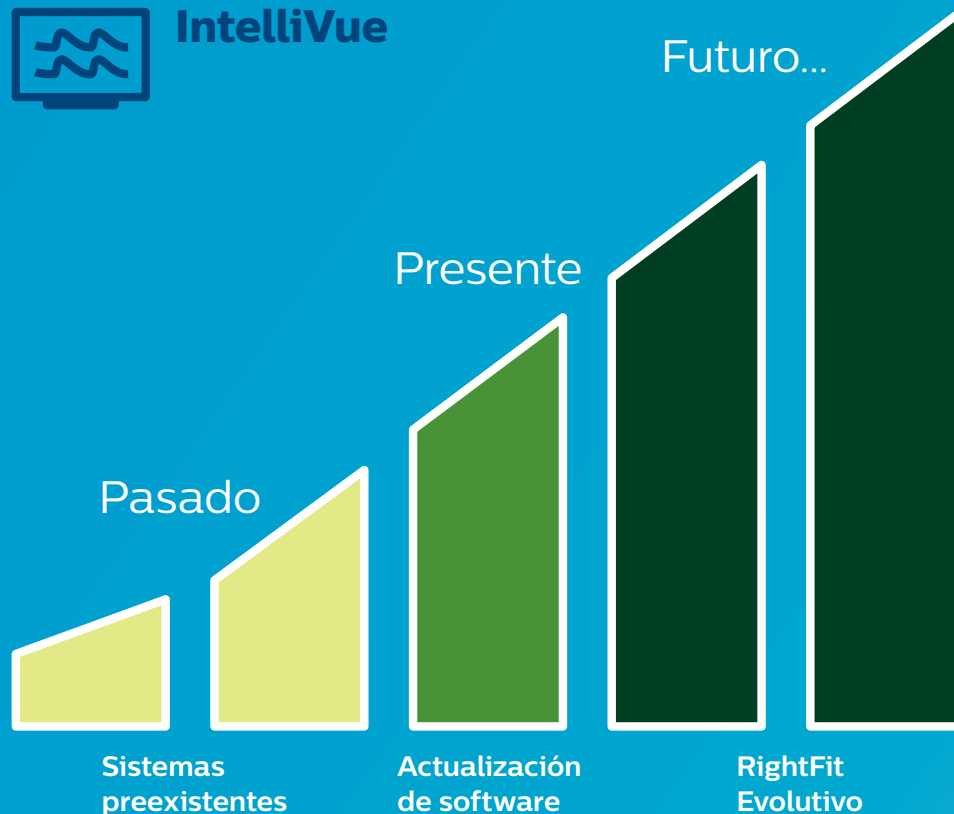 IntelliVue
Futuro...
Presente
Pasado
Sistemas
preexistentes
Actualización
de software
RightFit
Evolutivo